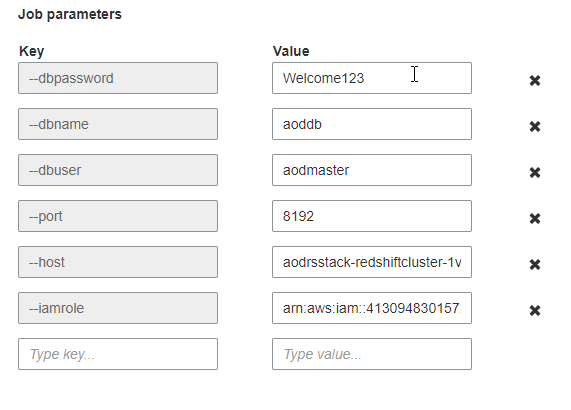 Job parameters
Key Value
--dbpassword Welcome123
--dbname aoddb
--dbuser aodmaster
--port 8192
--host aodrsstack-redshiftcluster-1v
--iamrole arn:aws:iam::413094830157
Type key... Type value...